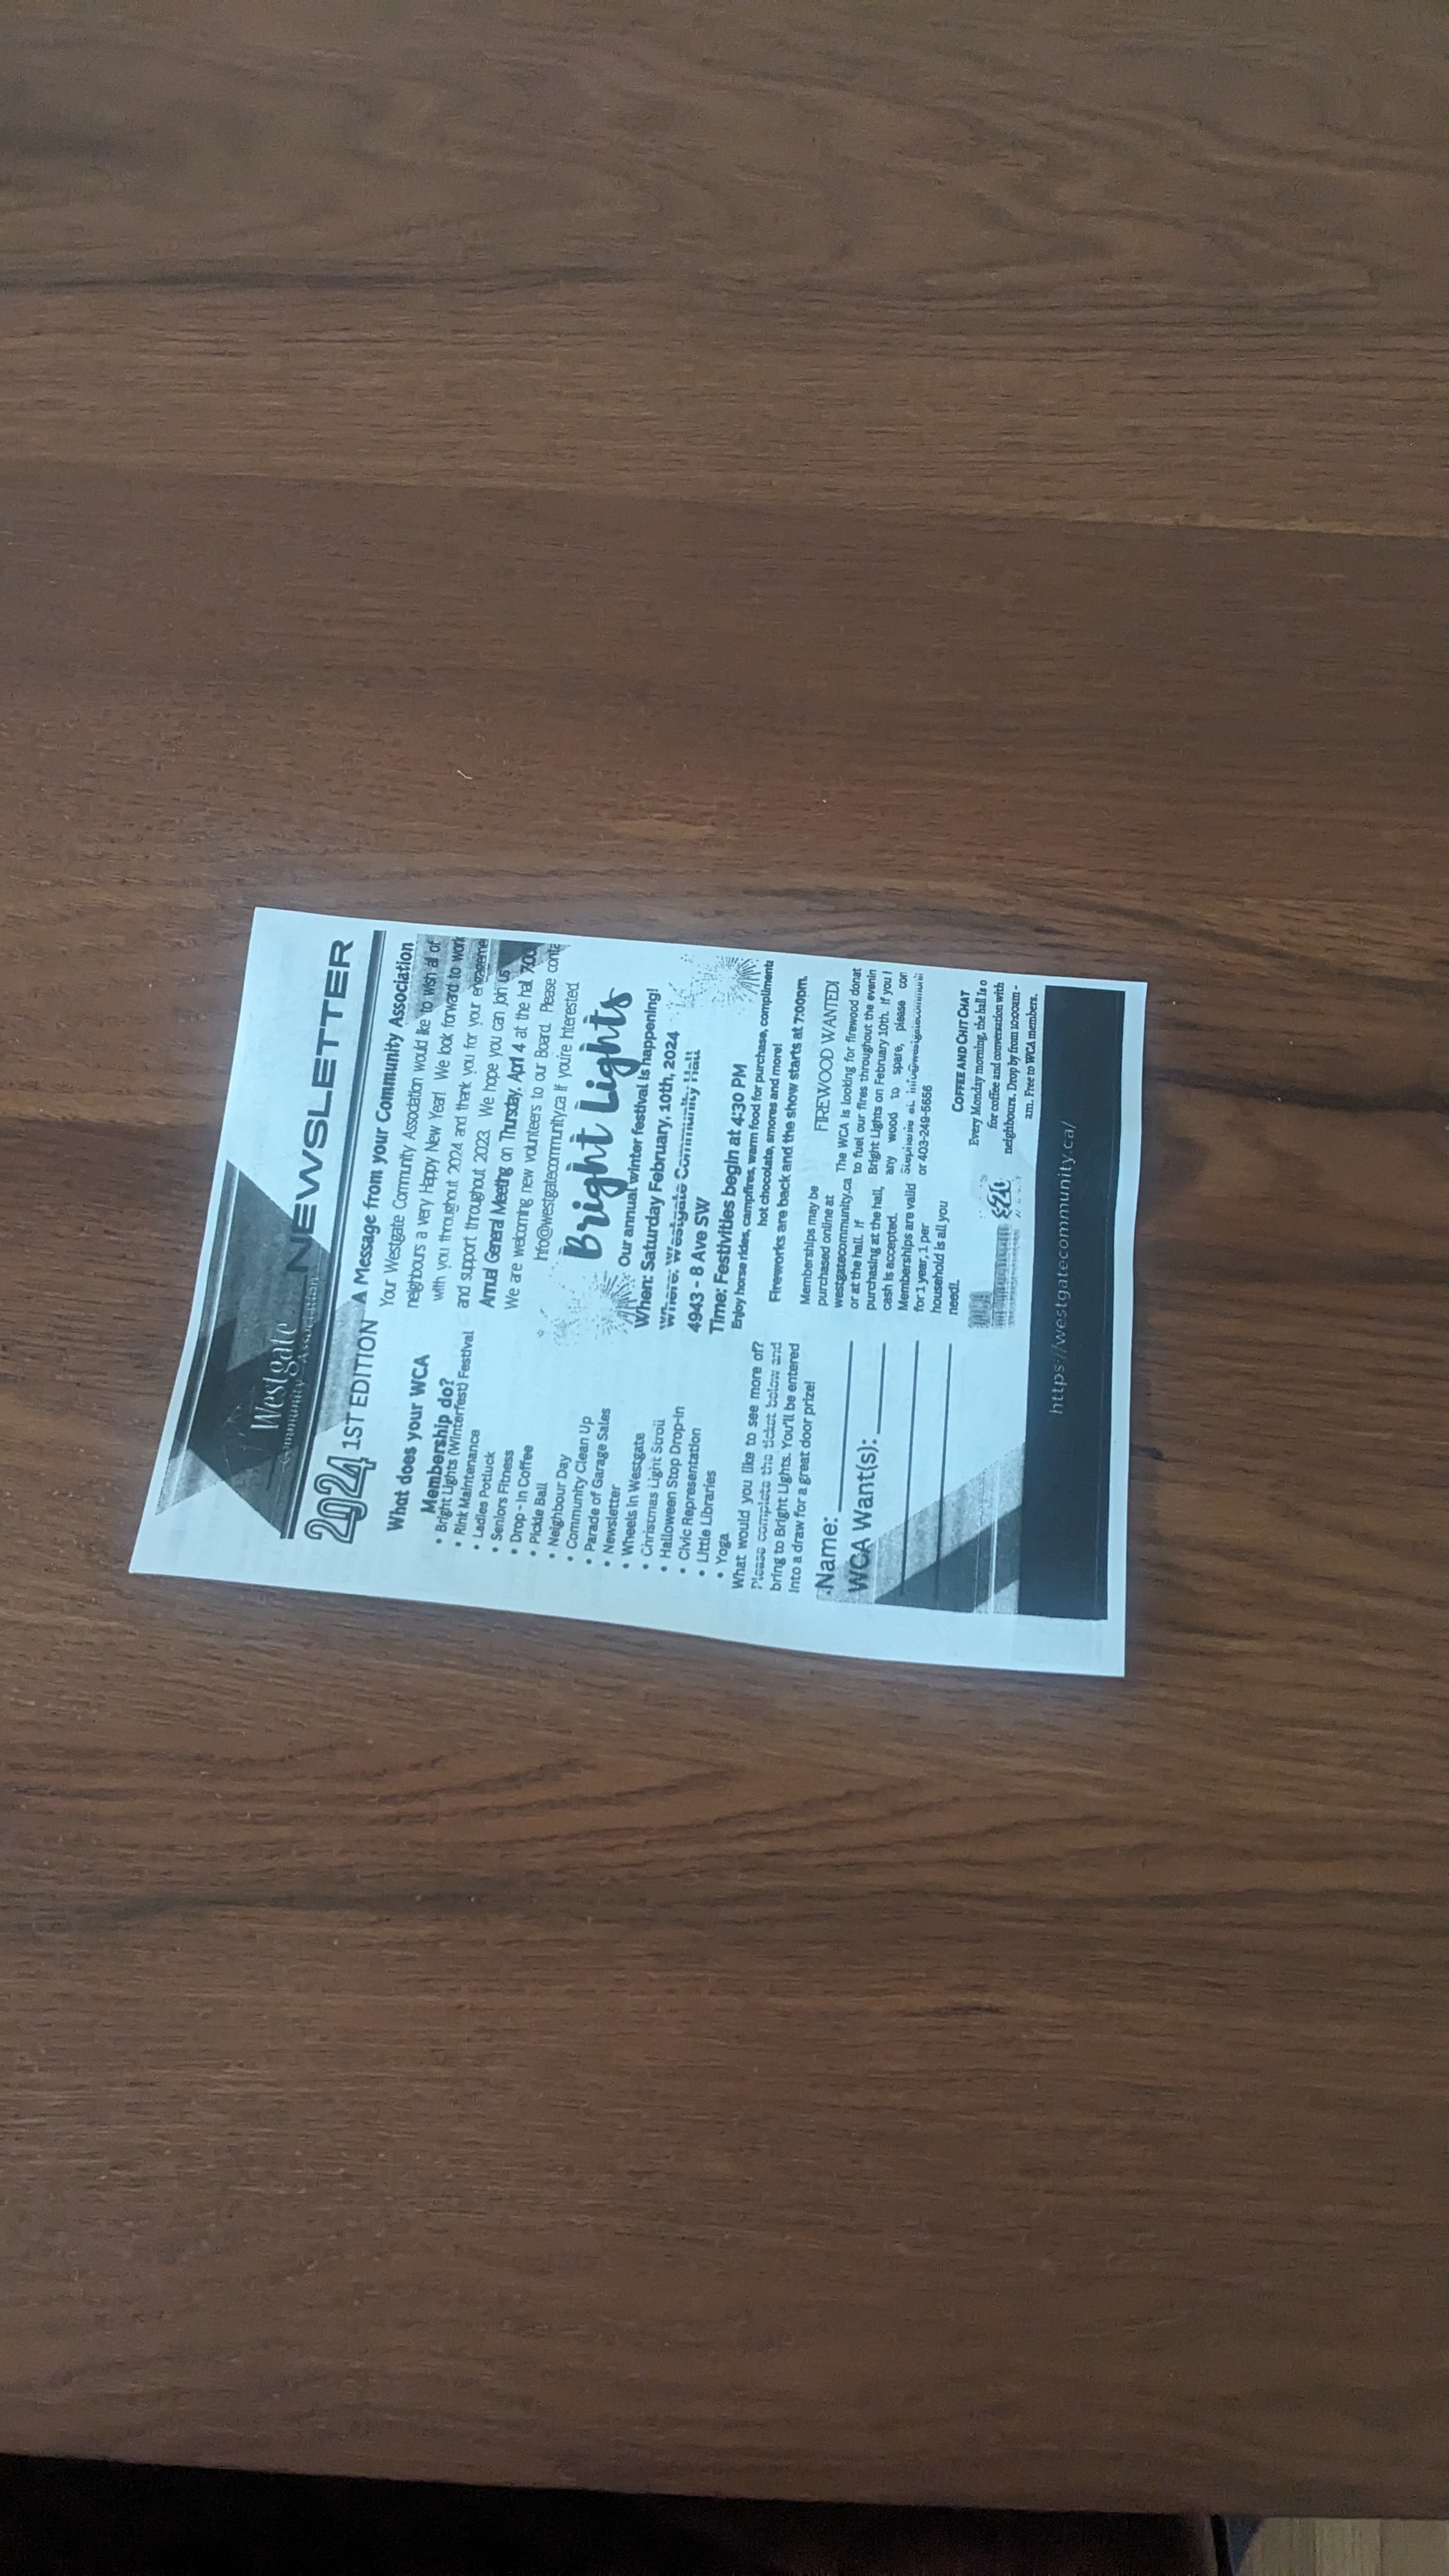 Westgate
Community Association
NEWSLETTER
2024 1ST EDITION
What does your WCA
Membership do?
• Bright Lights (Winterfest) Festival
• Rink Maintenance
• Ladies Potluck
• Seniors Fitness
• Drop - In Coffee
• Pickle Ball
• Neighbour Day
• Community Clean Up
• Parade of Garage Sales
• Newsletter
• Wheels in Westgate
• Christmas Light Stroll
• Halloween Stop Drop-In
• Civic Representation
• Little Libraries
• Yoga
What would you like to see more of?
Please complete the ticket below and
bring to Bright Lights. You'll be entered
into a draw for a great door prize!
Name:
WCA Want(s):
A Message from your Community Association
Your Westgate Community Association would like to wish all of
neighbours a very Happy New Year! We look forward to work
with you throughout 2024 and thank you for your engageme
and support throughout 2023. We hope you can join us
Annual General Meeting on Thursday, April 4 at the hall 7:00
We are welcoming new volunteers to our Board. Please conta
info@westgatecommunity.ca if you're interested.
Bright Lights
Our annual winter festival is happening!
When: Saturday February, 10th, 2024
Where: Westgate Community Hall
4943 - 8 Ave SW
Time: Festivities begin at 4:30 PM
Enjoy horse rides, campfires, warm food for purchase, compliment
hot chocolate, smores and more!
Fireworks are back and the show starts at 7:00pm.
Memberships may be
purchased online at
westgatecommunity.ca
or at the hall. If
purchasing at the hall,
cash is accepted.
Memberships are valid
for 1 year, 1 per
household is all you
need!
$20
FIREWOOD WANTED!
The WCA is looking for firewood donat
to fuel our fires throughout the evenin
Bright Lights on February 10th. If you h
any wood to spare, please con
Stephanie at info@westgatecommuni
or 403-249-5656
COFFEE AND CHIT CHAT
Every Monday morning, the hall is o
for coffee and conversation with
neighbours. Drop by from 10:00am -
am. Free to WCA members.
https://westgatecommunity.ca/